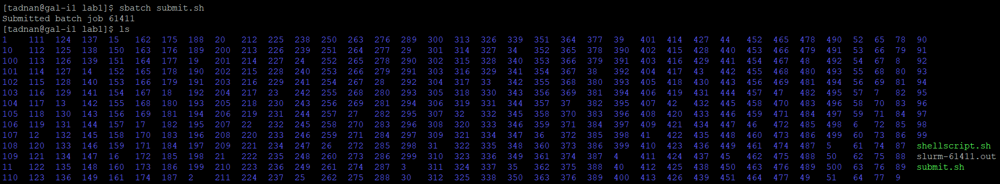 [tadnan@gal-i1 lab1]$ sbatch submit.sh
Submitted batch job 61411
[tadnan@gal-i1 lab1]$ ls
1 111 124 137 15 162 175 188 20 212 225 238 250 263 276 289 300 313 326 339 351 364 377 39 401 414 427 44 452 465 478 490 52 65 78 90
10 112 125 138 150 163 176 189 200 213 226 239 251 264 277 29 301 314 327 34 352 365 378 390 402 415 428 440 453 466 479 491 53 66 79 91
100 113 126 139 151 164 177 19 201 214 227 24 252 265 278 290 302 315 328 340 353 366 379 391 403 416 429 441 454 467 48 492 54 67 8 92
101 114 127 14 152 165 178 190 202 215 228 240 253 266 279 291 303 316 329 341 354 367 38 392 404 417 43 442 455 468 480 493 55 68 80 93
102 115 128 140 153 166 179 191 203 216 229 241 254 267 28 292 304 317 33 342 355 368 380 393 405 418 430 443 456 469 481 494 56 69 81 94
103 116 129 141 154 167 18 192 204 217 23 242 255 268 280 293 305 318 330 343 356 369 381 394 406 419 431 444 457 47 482 495 57 7 82 95
104 117 13 142 155 168 180 193 205 218 230 243 256 269 281 294 306 319 331 344 357 37 382 395 407 42 432 445 458 470 483 496 58 70 83 96
105 118 130 143 156 169 181 194 206 219 231 244 257 27 282 295 307 32 332 345 358 370 383 396 408 420 433 446 459 471 484 497 59 71 84 97
106 119 131 144 157 17 182 195 207 22 232 245 258 270 283 296 308 320 333 346 359 371 384 397 409 421 434 447 46 472 485 498 6 72 85 98
107 12 132 145 158 170 183 196 208 220 233 246 259 271 284 297 309 321 334 347 36 372 385 398 41 422 435 448 460 473 486 499 60 73 86 99
108 120 133 146 159 171 184 197 209 221 234 247 26 272 285 298 31 322 335 348 360 373 386 399 410 423 436 449 461 474 487 5 61 74 87 shellscript.sh
109 121 134 147 16 172 185 198 21 222 235 248 260 273 286 299 310 323 336 349 361 374 387 4 411 424 437 45 462 475 488 50 62 75 88 slurm-61411.out
11 122 135 148 160 173 186 199 210 223 236 249 261 274 287 3 311 324 337 35 362 375 388 40 412 425 438 450 463 476 489 500 63 76 89 submit.sh
110 123 136 149 161 174 187 2 211 224 237 25 262 275 288 30 312 325 338 350 363 376 389 400 413 426 439 451 464 477 49 51 64 77 9